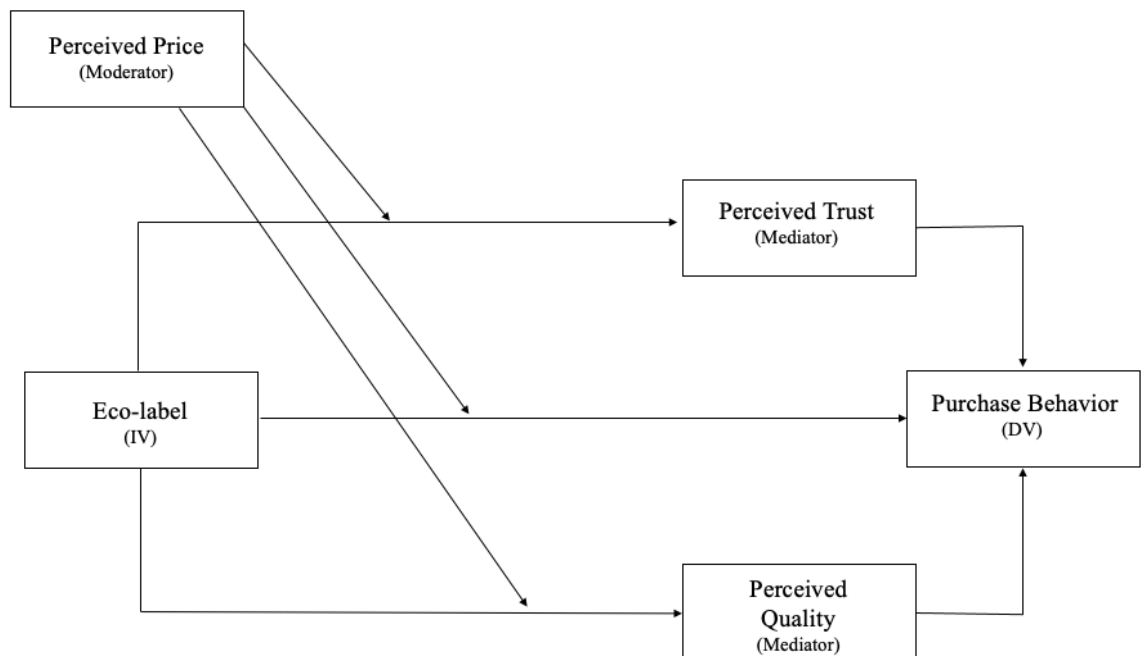 Perceived Price
(Moderator)
Perceived Trust
(Mediator)
Eco-label
(IV)
Purchase Behavior
(DV)
Perceived
Quality
(Mediator)